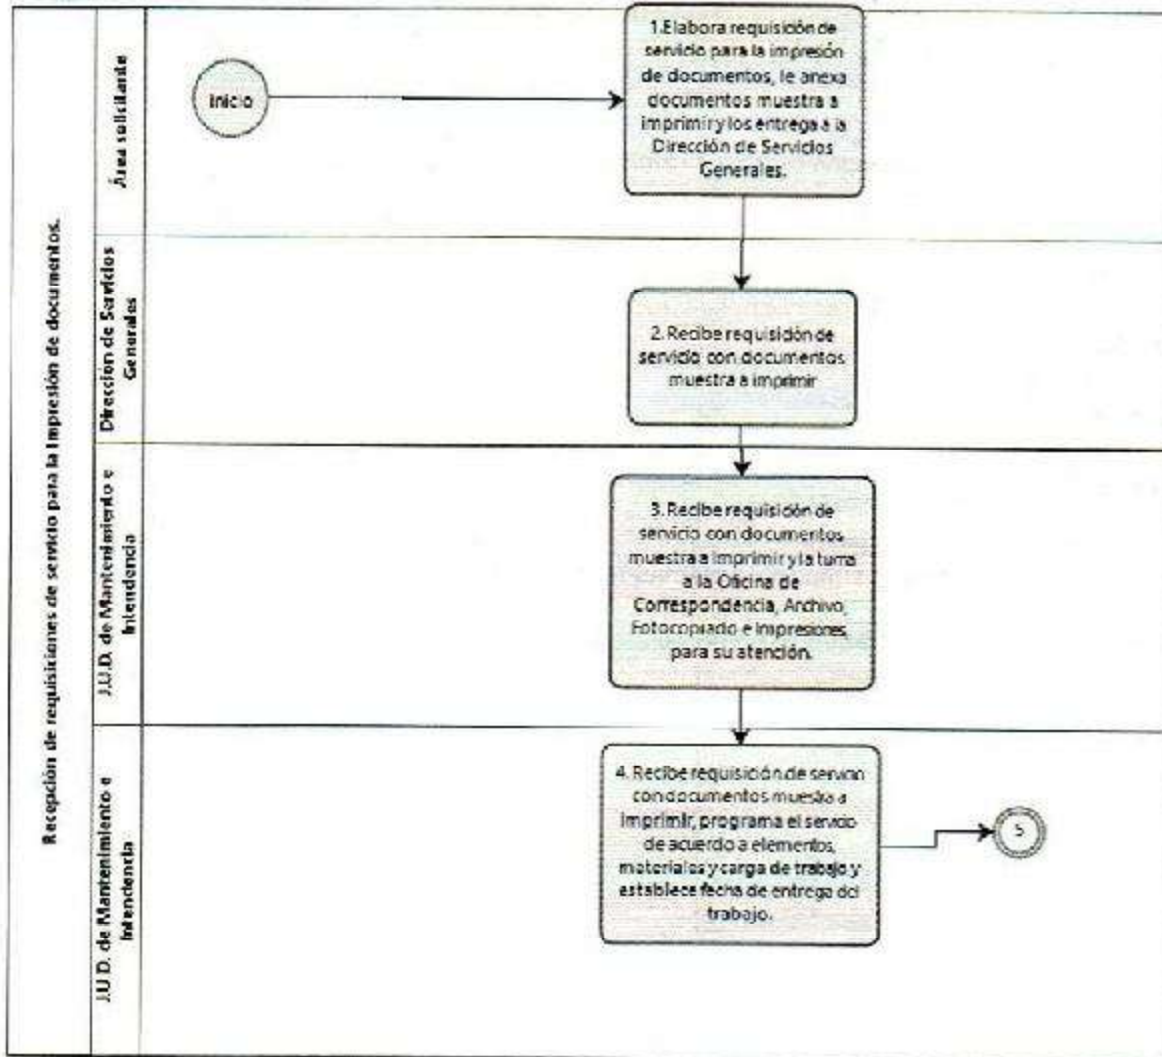 Recepción de requisiciones de servicio para la impresión de documentos.
Área solicitante
Inicio
1.Elabora requisición de
servicio para la impresión
de documentos, le anexa
documentos muestra a
imprimir y los entrega a la
Dirección de Servicios
Generales.
Dirección de Servicios
Generales
2. Recibe requisición de
servicio con documentos
muestra a imprimir
J.U.D. de Mantenimiento e
Intendencia
3. Recibe requisición de
servicio con documentos
muestra a imprimir y la turna
a la Oficina de
Correspondencia, Archivo,
Fotocopiado e Impresiones,
para su atención.
J.U.D. de Mantenimiento e
Intendencia
4. Recibe requisición de servicio
con documentos muestra a
imprimir, programa el servicio
de acuerdo a elementos,
materiales y carga de trabajo y
establece fecha de entrega del
trabajo.
5